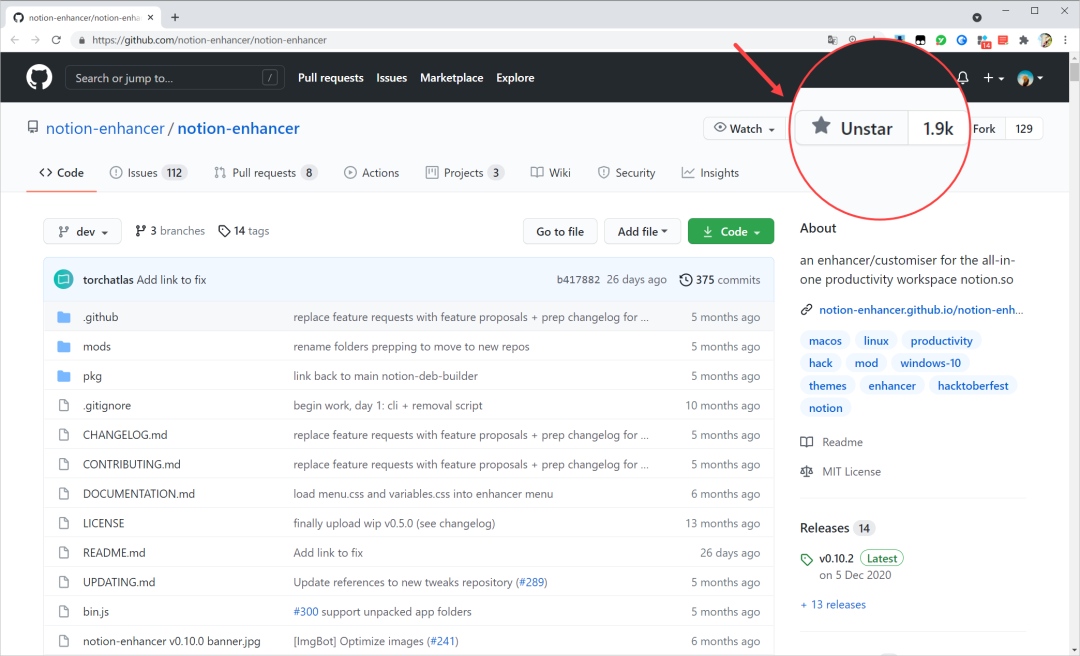 notion-enhancer/notion-enha
https://github.com/notion-enhancer/notion-enhancer
14
Search or jump to... /
Pull requests Issues Marketplace Explore
notion-enhancer / notion-enhancer
Watch Unstar 1.9k Fork 129
Code Issues 112 Pull requests 8 Actions Projects 3 Wiki Security Insights
dev 3 branches 14 tags Go to file Add file Code
torchatlas Add link to fix b417882 26 days ago 375 commits
.github replace feature requests with feature proposals + prep changelog for ... 5 months ago
mods rename folders prepping to move to new repos 5 months ago
pkg link back to main notion-deb-builder 5 months ago
.gitignore begin work, day 1: cli + removal script 10 months ago
CHANGELOG.md replace feature requests with feature proposals + prep changelog for ... 5 months ago
CONTRIBUTING.md replace feature requests with feature proposals + prep changelog for ... 5 months ago
DOCUMENTATION.md load menu.css and variables.css into enhancer menu 6 months ago
LICENSE finally upload wip v0.5.0 (see changelog) 13 months ago
README.md Add link to fix 26 days ago
UPDATING.md Update references to new tweaks repository (#289) 5 months ago
bin.js #300 support unpacked app folders 5 months ago
notion-enhancer v0.10.0 banner.jpg [ImgBot] Optimize images (#241) 6 months ago
About
an enhancer/customiser for the all-in-
one productivity workspace notion.so
notion-enhancer.github.io/notion-enh...
macos linux productivity
hack mod windows-10
themes enhancer hacktoberfest
notion
Readme
MIT License
Releases 14
v0.10.2 Latest
on 5 Dec 2020
+ 13 releases